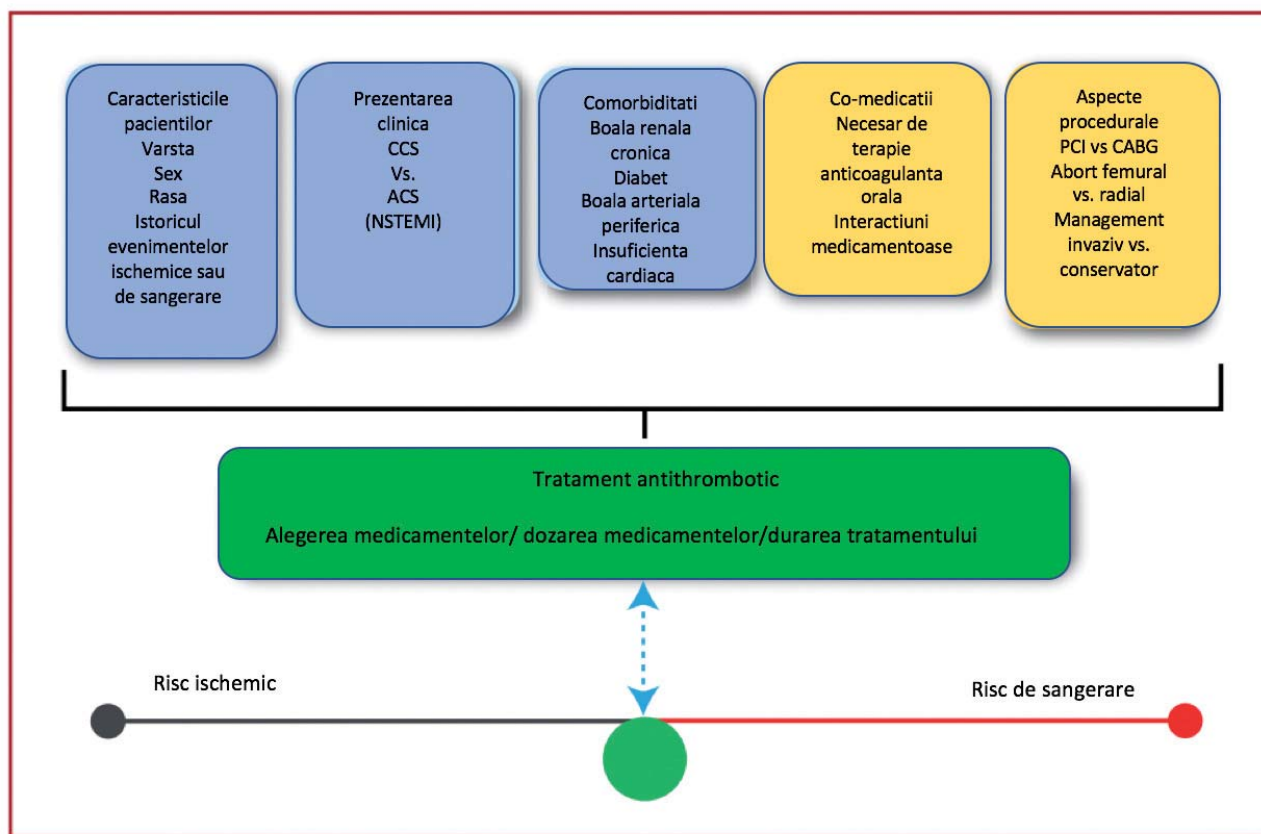 Caracteristicile
pacientilor
Varsta
Sex
Rasa
Istoricul
evenimentelor
ischemice sau
de sangerare
Prezentarea
clinica
CCS
Vs.
ACS
(NSTEMI)
Comorbiditati
Boala renala
cronica
Diabet
Boala arteriala
periferica
Insuficienta
cardiaca
Co-medicatii
Necesar de
terapie
anticoagulanta
orala
Interactiuni
medicamentoase
Aspecte
procedurale
PCI vs CABG
Abort femural
vs. radial
Management
invaziv vs.
conservator
Tratament antithrombotic
Alegerea medicamentelor/ dozarea medicamentelor/durarea tratamentului
Risc ischemic
Risc de sangerare